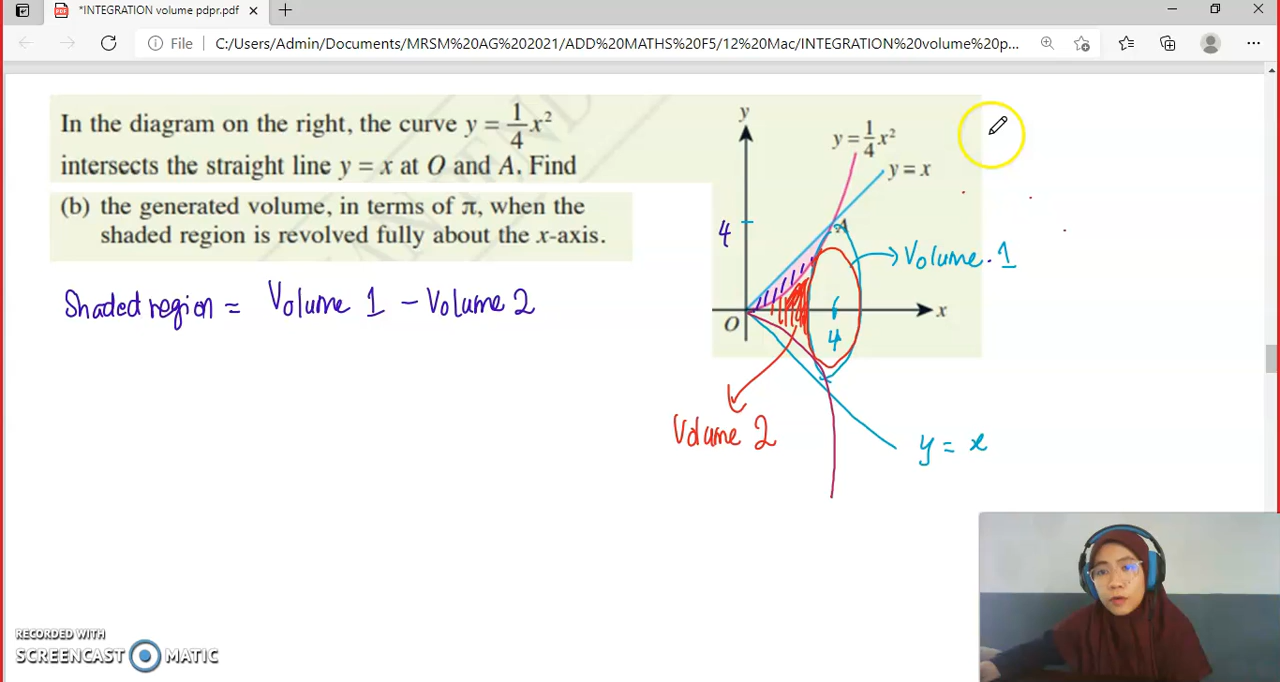 *INTEGRATION volume pdpr.pdf
File
C:/Users/Admin/Documents/MRSM%20AG%202021/ADD%20MATHS%20F5/12%20Mac/INTEGRATION%20volume%20p...
In the diagram on the right, the curve y = 1/4 x²
intersects the straight line y = x at O and A. Find
(b) the generated volume, in terms of π, when the
shaded region is revolved fully about the x-axis.
Shaded region = Volume 1 - Volume 2
y
y = 1/4 x²
y = x
4
A
Volume. 1
O
x
4
Volume 2
y = x
RECORDED WITH
SCREENCAST MATIC